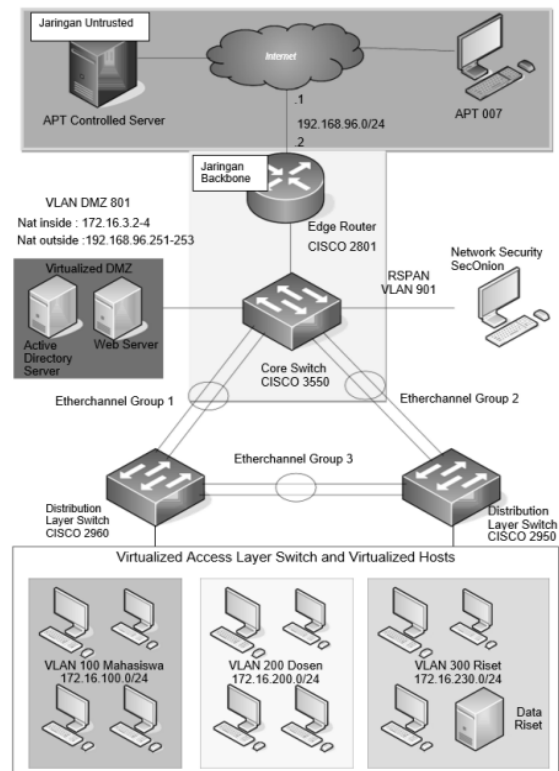 Jaringan Untrusted
Internet
APT Controlled Server
APT 007
.1
192.168.96.0/24
.2
Jaringan
Backbone
VLAN DMZ 801
Nat inside : 172.16.3.2-4
Nat outside :192.168.96.251-253
Edge Router
CISCO 2801
Virtualized DMZ
Active
Directory
Server
Web Server
RSPAN
VLAN 901
Network Security
SecOnion
Core Switch
CISCO 3550
Etherchannel Group 1
Etherchannel Group 2
Etherchannel Group 3
Distribution
Layer Switch
CISCO 2960
Distribution
Layer Switch
CISCO 2950
Virtualized Access Layer Switch and Virtualized Hosts
VLAN 100 Mahasiswa
172.16.100.0/24
VLAN 200 Dosen
172.16.200.0/24
VLAN 300 Riset
172.16.230.0/24
Data
Riset